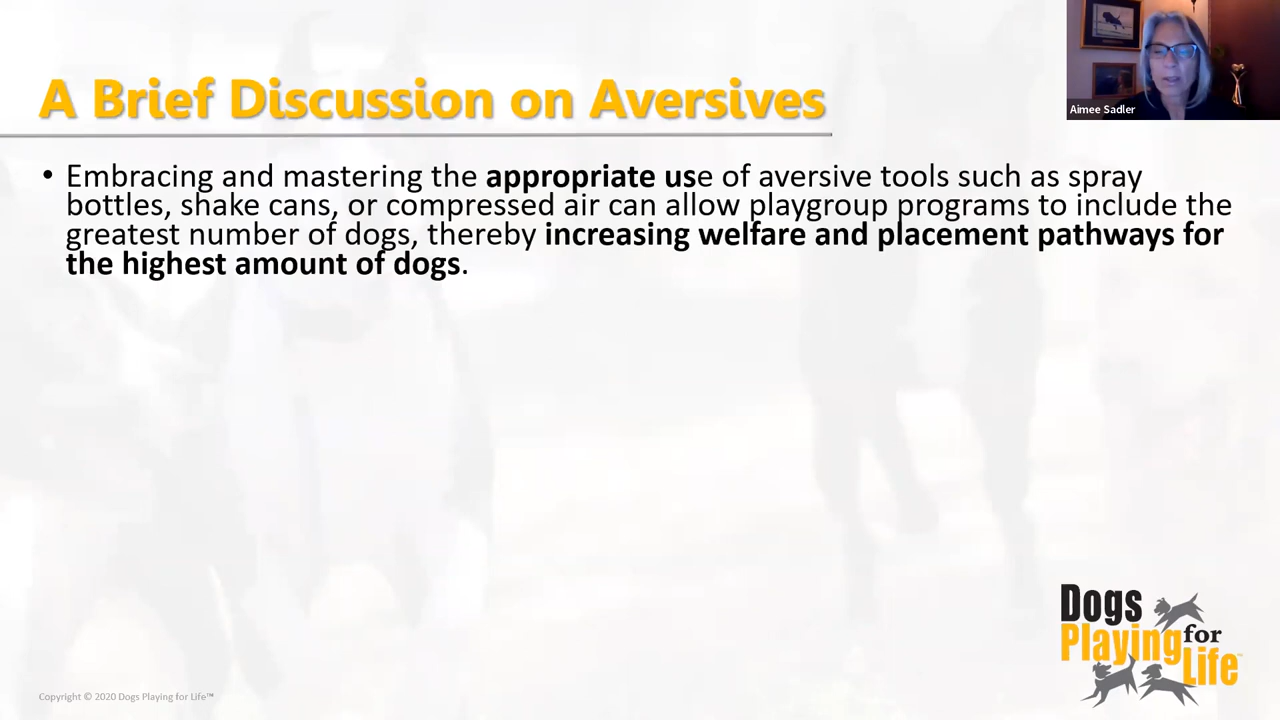 A Brief Discussion on Aversives
Aimee Sadler
• Embracing and mastering the appropriate use of aversive tools such as spray
bottles, shake cans, or compressed air can allow playgroup programs to include the
greatest number of dogs, thereby increasing welfare and placement pathways for
the highest amount of dogs.
Dogs
Playing for
Life™
Copyright © 2020 Dogs Playing for Life™